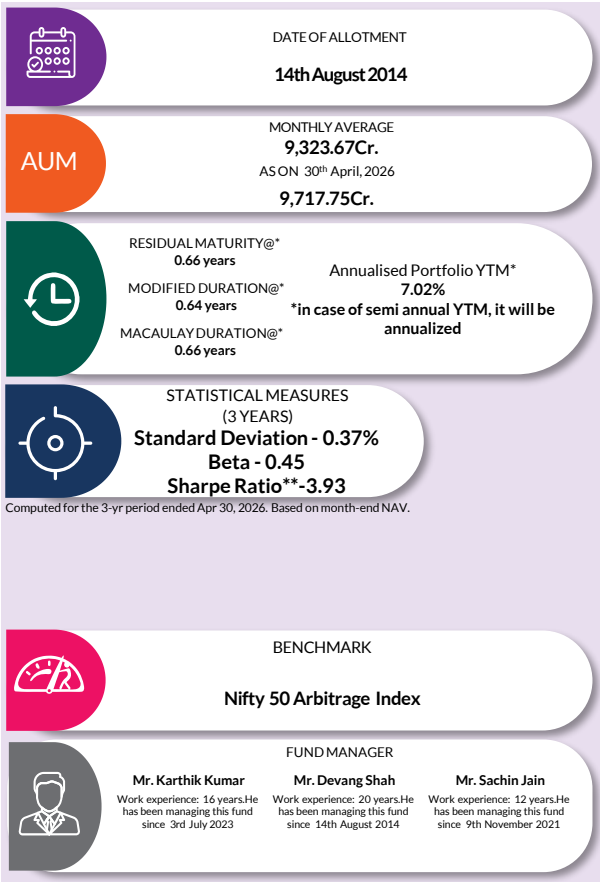 DATE OF ALLOTMENT
14th August 2014
AUM
MONTHLY AVERAGE
9,323.67Cr.
AS ON 30th April, 2026
9,717.75Cr.
RESIDUAL MATURITY@*
0.66 years
MODIFIED DURATION@*
0.64 years
MACAULAY DURATION@*
0.66 years
Annualised Portfolio YTM*
7.02%
*in case of semi annual YTM, it will be
annualized
STATISTICAL MEASURES
(3 YEARS)
Standard Deviation - 0.37%
Beta - 0.45
Sharpe Ratio**-3.93
Computed for the 3-yr period ended Apr 30, 2026. Based on month-end NAV.
BENCHMARK
Nifty 50 Arbitrage Index
FUND MANAGER
Mr. Karthik Kumar
Work experience: 16 years.He
has been managing this fund
since 3rd July 2023
Mr. Devang Shah
Work experience: 20 years.He
has been managing this fund
since 14th August 2014
Mr. Sachin Jain
Work experience: 12 years.He
has been managing this fund
since 9th November 2021